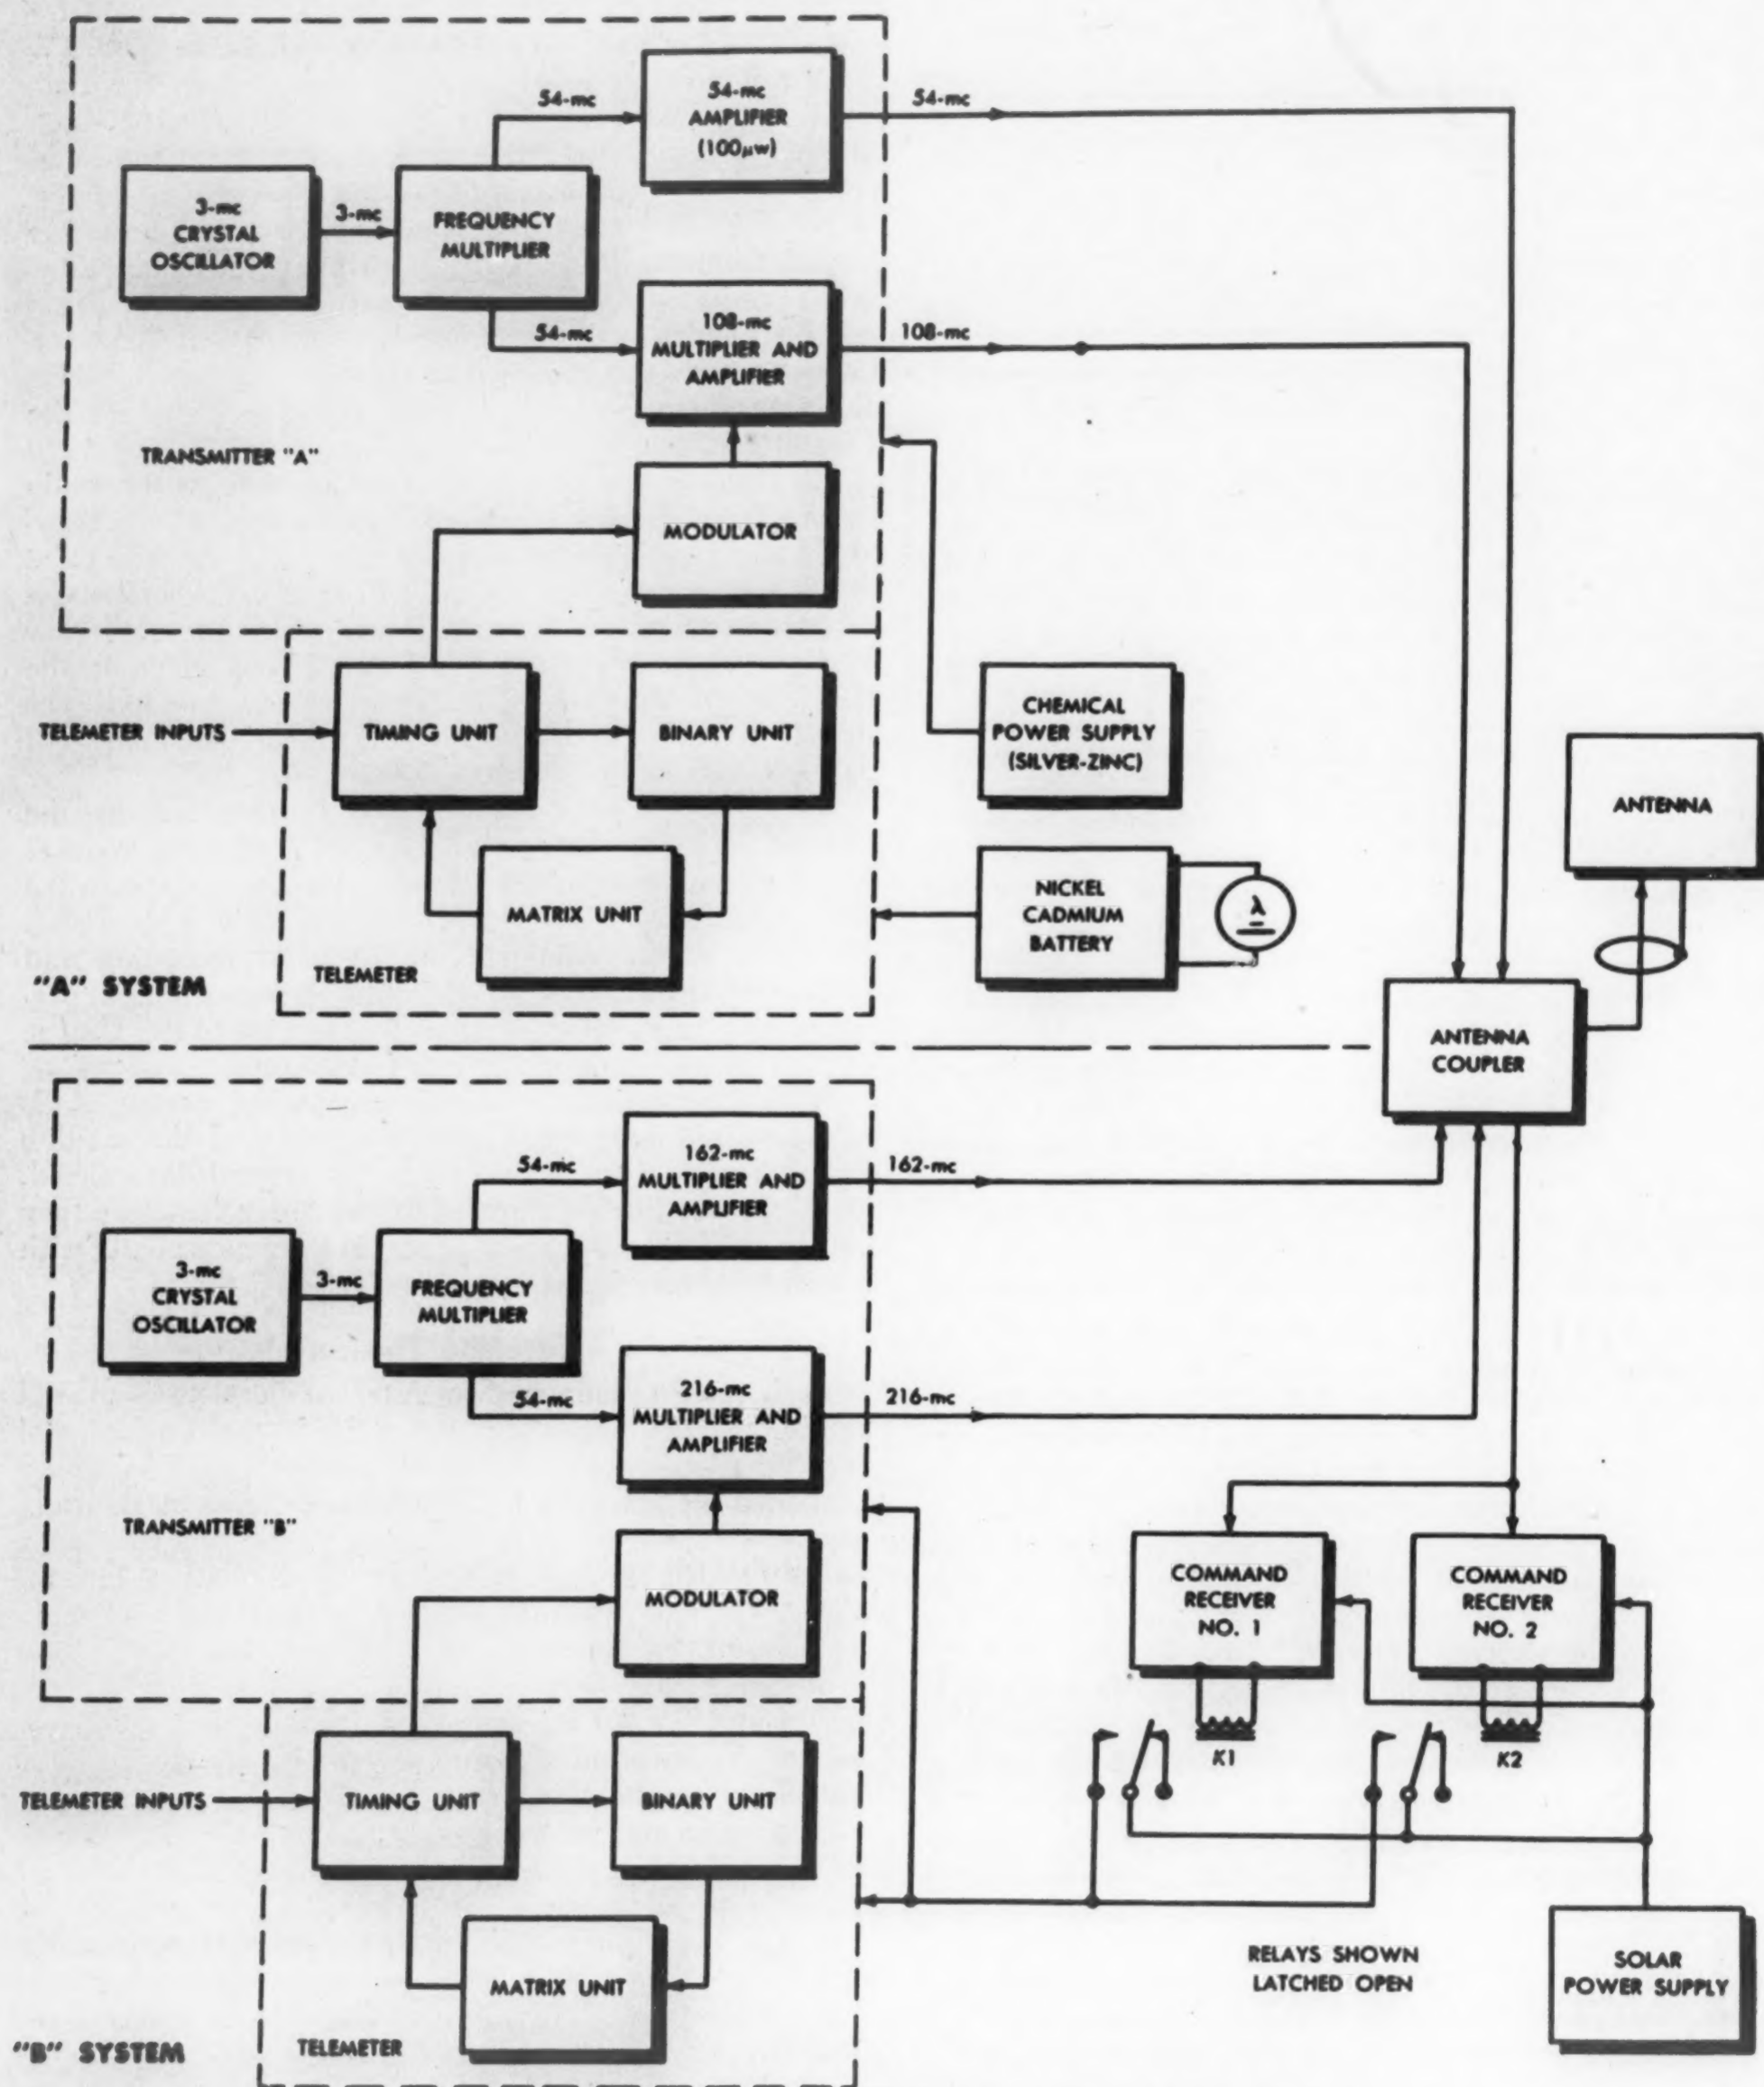 54-mc
54-mc
AMPLIFIER
(100μw)
54-mc
3-mc
CRYSTAL
OSCILLATOR
3-mc
FREQUENCY
MULTIPLIER
54-mc
108-mc
MULTIPLIER AND
AMPLIFIER
108-mc
TRANSMITTER "A"
MODULATOR
TELEMETER INPUTS
TIMING UNIT
BINARY UNIT
CHEMICAL
POWER SUPPLY
(SILVER-ZINC)
ANTENNA
MATRIX UNIT
NICKEL
CADMIUM
BATTERY
λ
TELEMETER
"A" SYSTEM
ANTENNA
COUPLER
54-mc
162-mc
MULTIPLIER AND
AMPLIFIER
162-mc
3-mc
CRYSTAL
OSCILLATOR
3-mc
FREQUENCY
MULTIPLIER
54-mc
216-mc
MULTIPLIER AND
AMPLIFIER
216-mc
TRANSMITTER "B"
MODULATOR
COMMAND
RECEIVER
NO. 1
COMMAND
RECEIVER
NO. 2
K1
K2
TELEMETER INPUTS
TIMING UNIT
BINARY UNIT
MATRIX UNIT
RELAYS SHOWN
LATCHED OPEN
SOLAR
POWER SUPPLY
TELEMETER
"B" SYSTEM